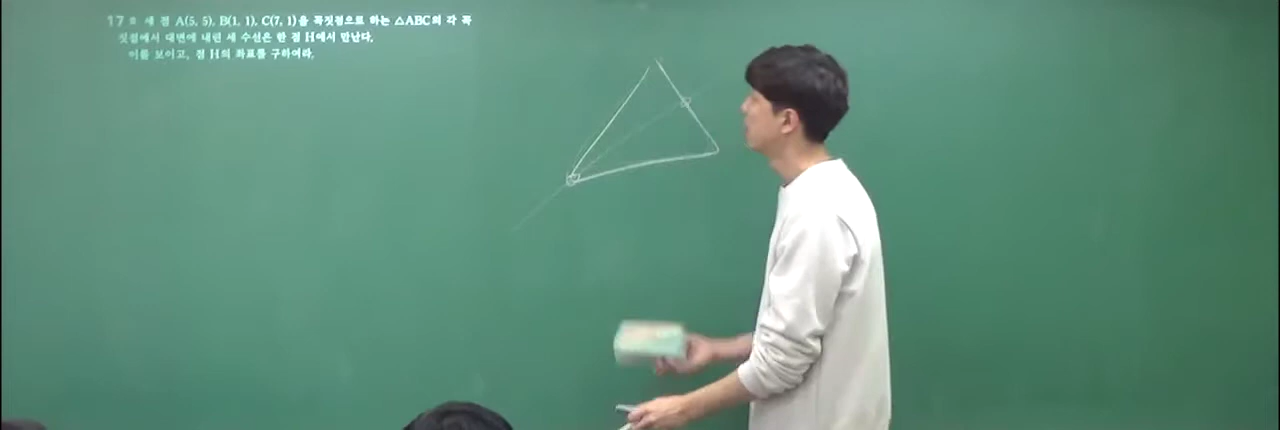 17 세 점 A(5, 5), B(1, 1), C(7, 1)을 꼭짓점으로 하는 △ABC의 각 꼭
짓점에서 대변에 내린 세 수선은 한 점 H에서 만난다.
이를 보이고, 점 H의 좌표를 구하여라.